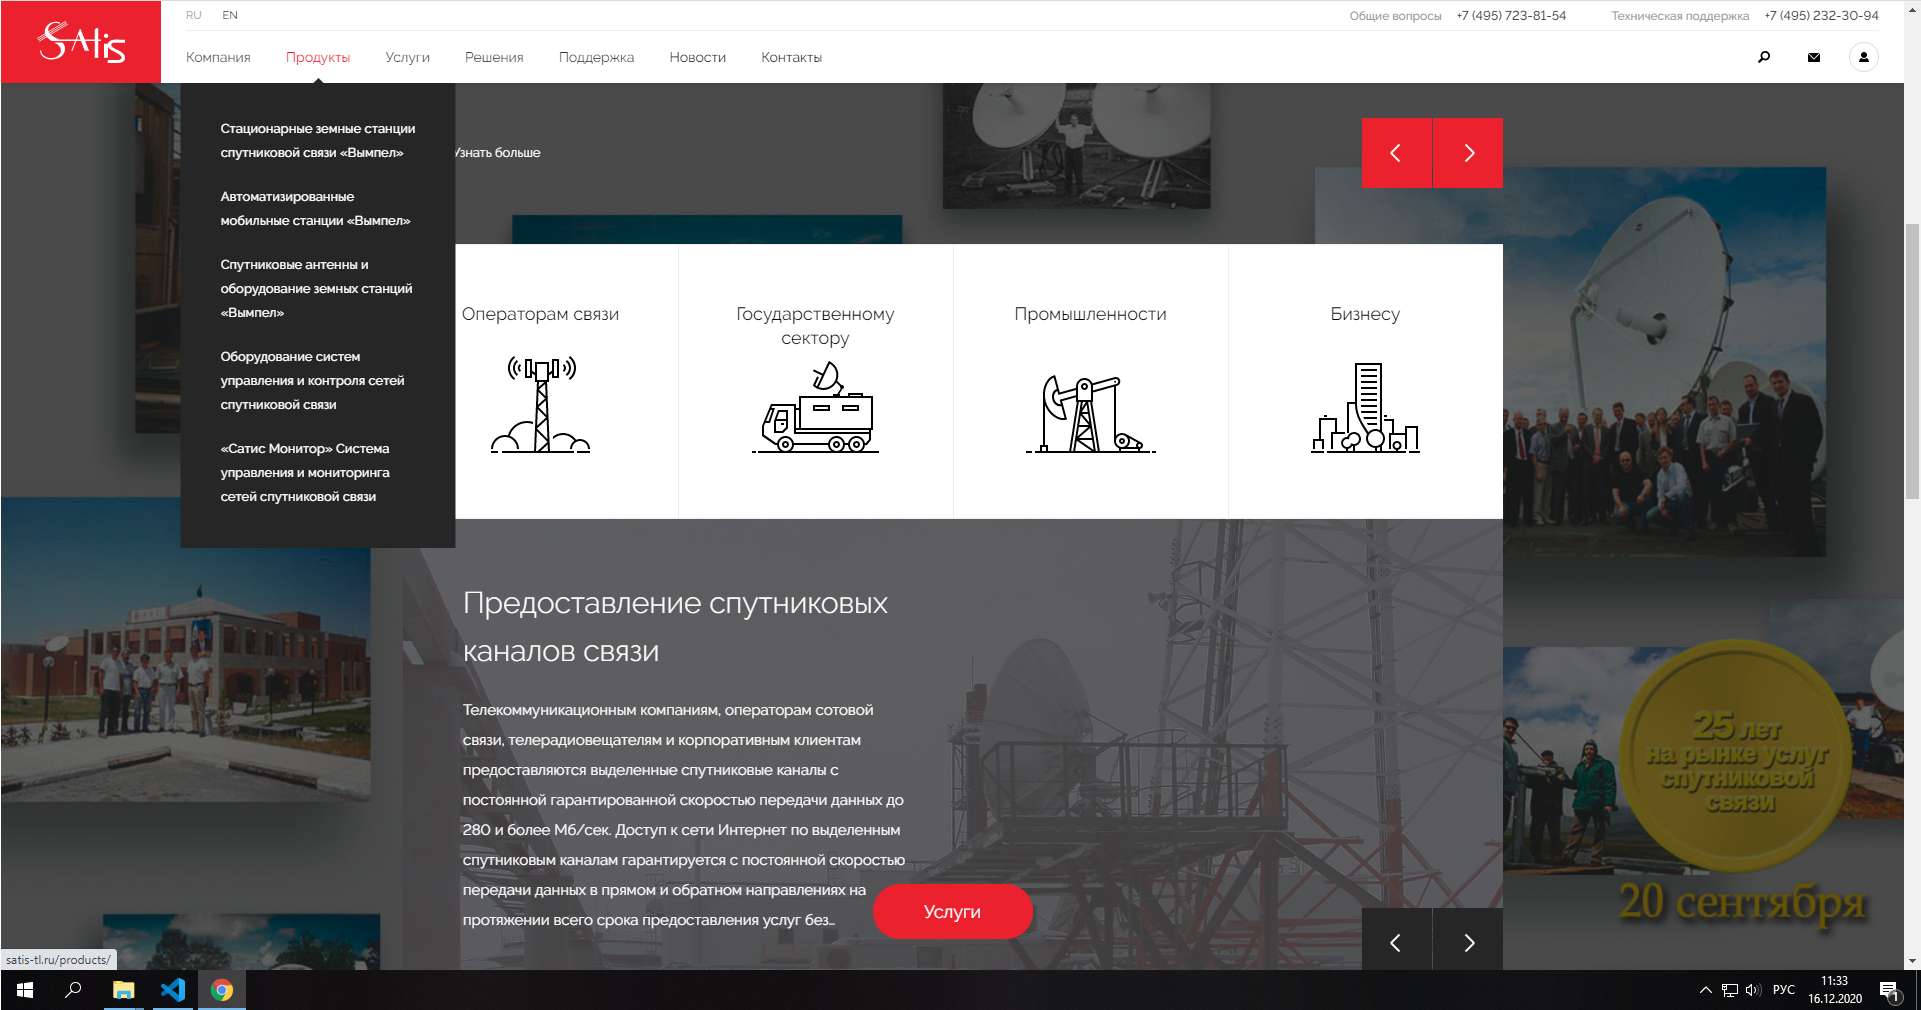 Satis
RU EN
Общие вопросы +7 (495) 723-81-54 Техническая поддержка +7 (495) 232-30-94
Компания Продукты Услуги Решения Поддержка Новости Контакты
Стационарные земные станции
спутниковой связи «Вымпел»
Автоматизированные
мобильные станции «Вымпел»
Спутниковые антенны и
оборудование земных станций
«Вымпел»
Оборудование систем
управления и контроля сетей
спутниковой связи
«Сатис Монитор» Система
управления и мониторинга
сетей спутниковой связи
Узнать больше
Операторам связи
Государственному
сектору
Промышленности
Бизнесу
Предоставление спутниковых
каналов связи
Телекоммуникационным компаниям, операторам сотовой
связи, телерадиовещателям и корпоративным клиентам
предоставляются выделенные спутниковые каналы с
постоянной гарантированной скоростью передачи данных до
280 и более Мб/сек. Доступ к сети Интернет по выделенным
спутниковым каналам гарантируется с постоянной скоростью
передачи данных в прямом и обратном направлениях на
протяжении всего срока предоставления услуг без...
Услуги
25 лет
на рынке услуг
спутниковой
связи
20 сентября
satis-tl.ru/products/
РУС
11:33
16.12.2020
1